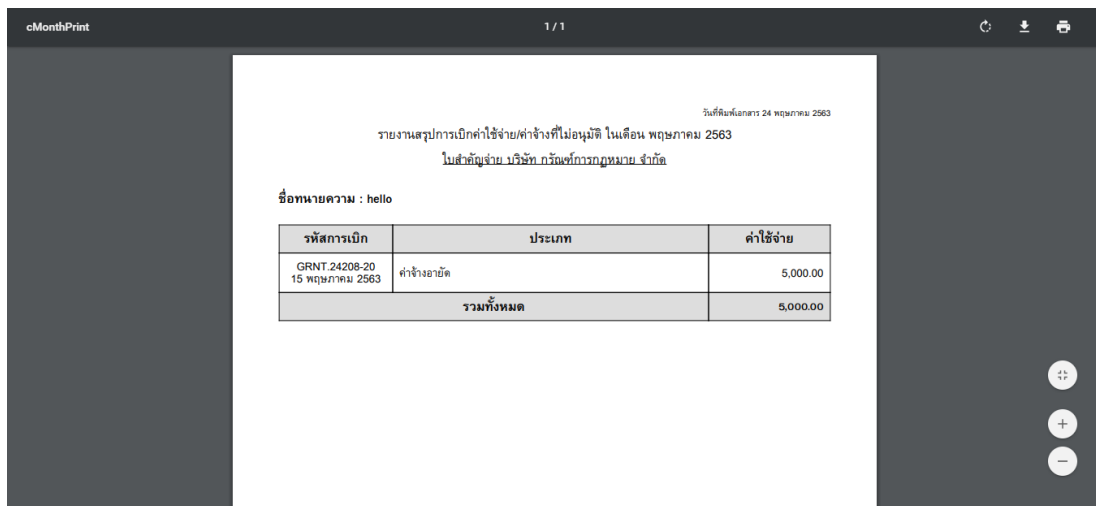 cMonthPrint
1 / 1
วันที่พิมพ์เอกสาร 24 พฤษภาคม 2563
รายงานสรุปการเบิกค่าใช้จ่าย/ค่าจ้างที่ไม่อนุมัติ ในเดือน พฤษภาคม 2563
ใบสำคัญจ่าย บริษัท กรัณฑ์การกฎหมาย จำกัด
ชื่อทนายความ : hello
รหัสการเบิก ประเภท ค่าใช้จ่าย
GRNT.24208-20
15 พฤษภาคม 2563
ค่าจ้างอายัด 5,000.00
รวมทั้งหมด 5,000.00